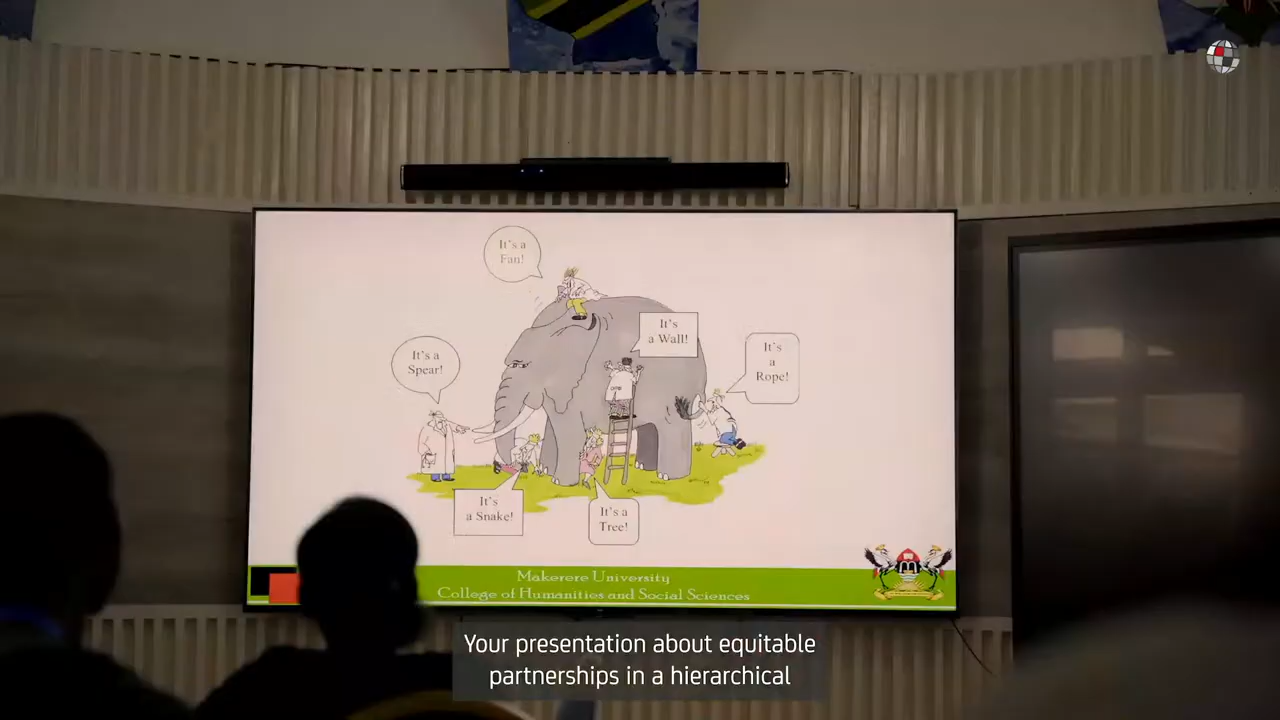 It's a
Fan!
It's
a Wall!
It's a
Spear!
It's
a
Rope!
It's
a Snake!
It's a
Tree!
Makerere University
College of Humanities and Social Sciences
Your presentation about equitable
partnerships in a hierarchical